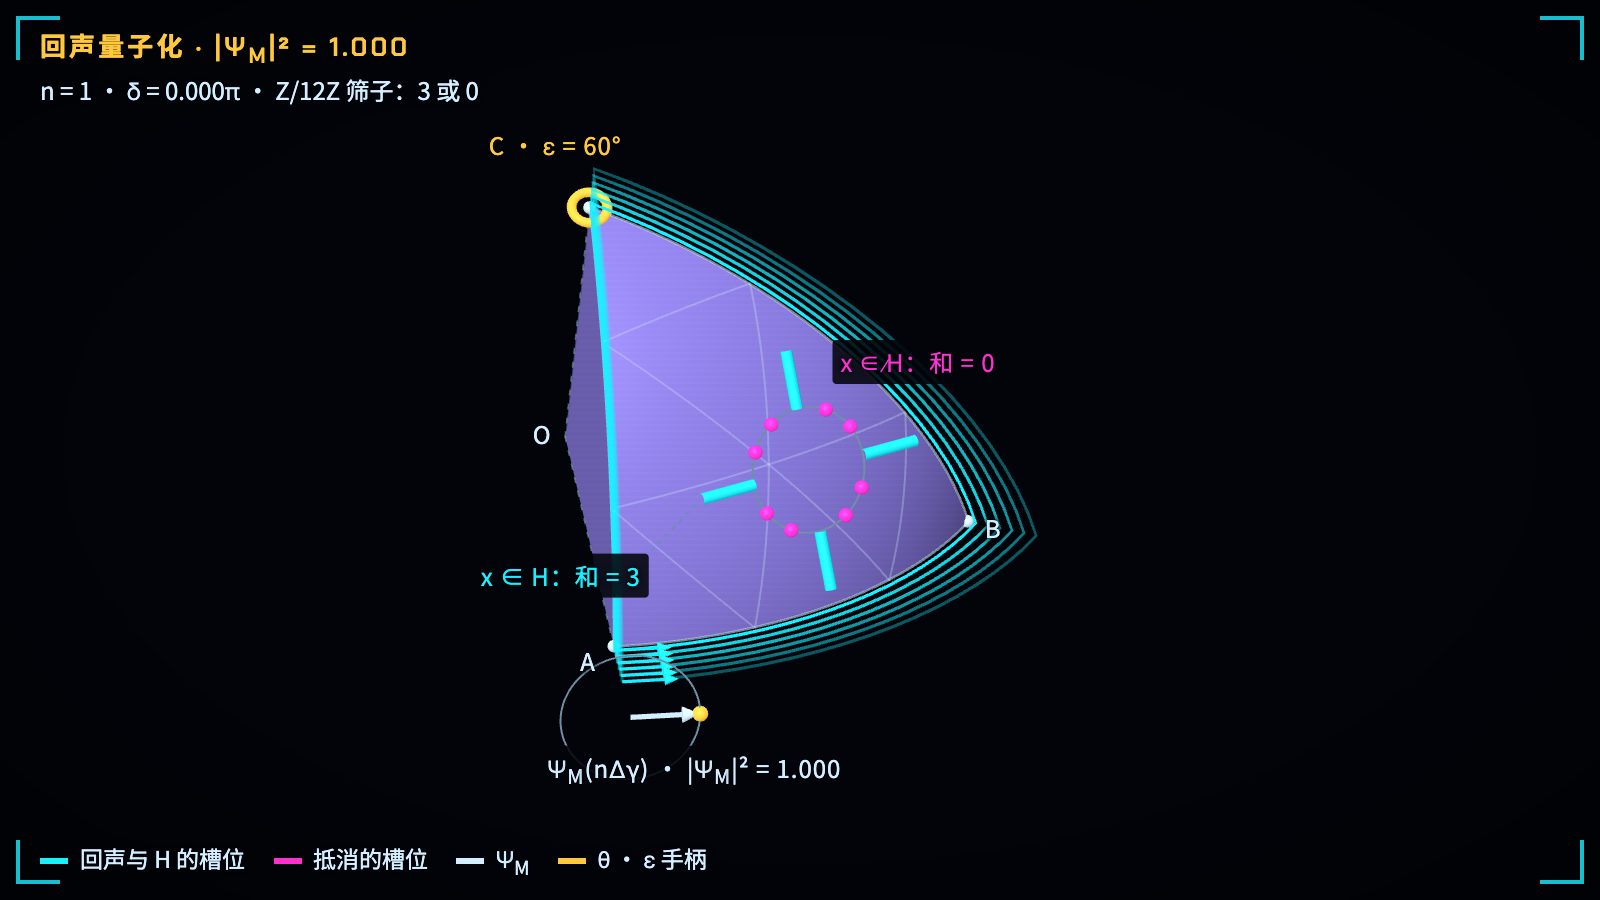 回声量子化 · |Ψ_M|² = 1.000
n = 1 · δ = 0.000π · Z/12Z 筛子：3 或 0
C · ε = 60°
x ∉ H：和 = 0
O
B
x ∈ H：和 = 3
A
Ψ_M(nΔγ) · |Ψ_M|² = 1.000
回声与 H 的槽位 抵消的槽位 Ψ_M θ · ε 手柄